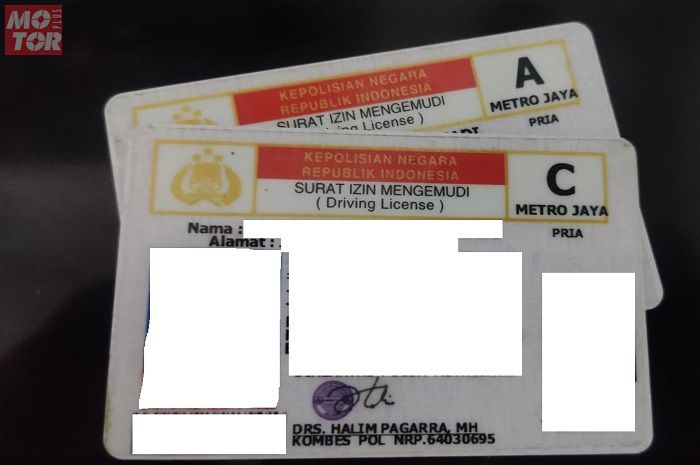 MOTOR PLUS
KEPOLISIAN NEGARA
REPUBLIK INDONESIA
SURAT IZIN MENGEMUDI
License )
A
METRO JAYA
PRIA
KEPOLISIAN NEGARA
REPUBLIK INDONESIA
SURAT IZIN MENGEMUDI
( Driving License )
C
METRO JAYA
PRIA
Nama :
Alamat :
DRS. HALIM PAGARRA, MH
KOMBES POL NRP.64030695